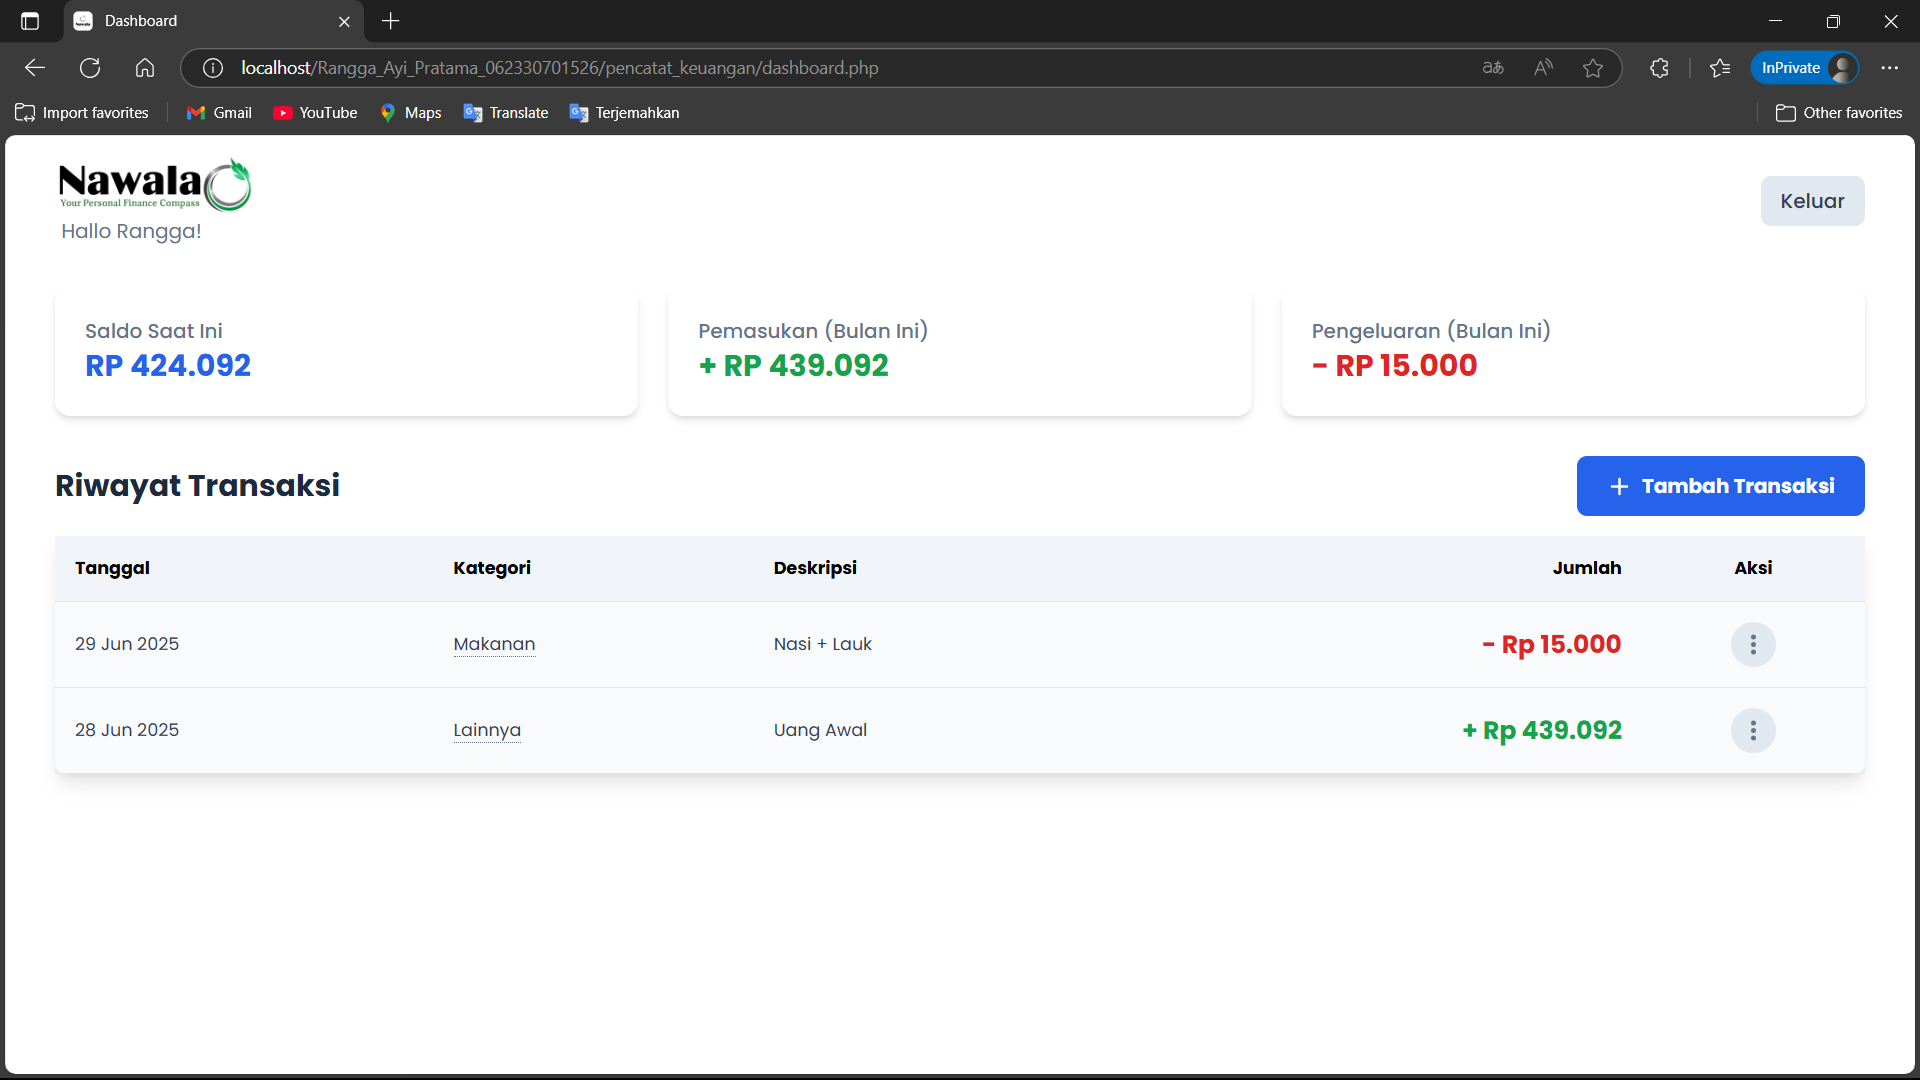 Dashboard
localhost/Rangga_Ayi_Pratama_062330701526/pencatat_keuangan/dashboard.php
InPrivate
Import favorites
Gmail
YouTube
Maps
Translate
Terjemahkan
Other favorites
Nawala
Your Personal Finance Compass
Hallo Rangga!
Keluar
Saldo Saat Ini
RP 424.092
Pemasukan (Bulan Ini)
+ RP 439.092
Pengeluaran (Bulan Ini)
- RP 15.000
Riwayat Transaksi
+ Tambah Transaksi
Tanggal Kategori Deskripsi Jumlah Aksi
29 Jun 2025 Makanan Nasi + Lauk - Rp 15.000
28 Jun 2025 Lainnya Uang Awal + Rp 439.092